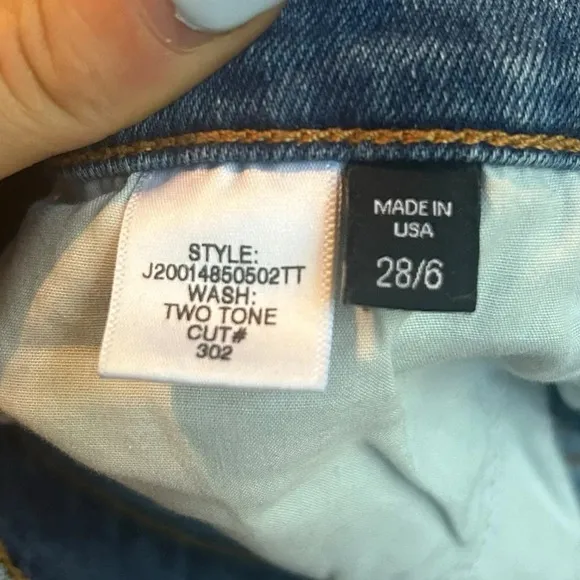 STYLE:
J20014850502TT
WASH:
TWO TONE
CUT#
302
MADE IN
USA
28/6